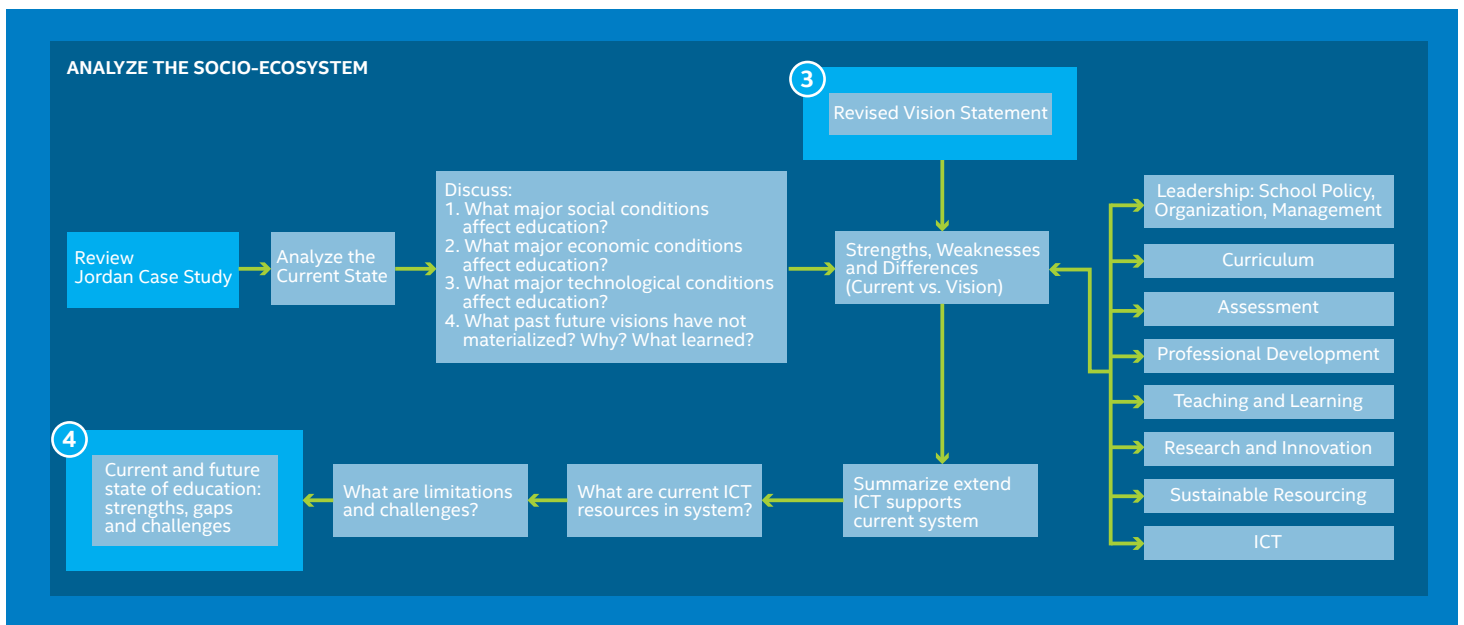 ANALYZE THE SOCIO-ECOSYSTEM
3
Revised Vision Statement
Review
Jordan Case Study
Analyze the
Current State
Discuss:
1. What major social conditions
affect education?
2. What major economic conditions
affect education?
3. What major technological conditions
affect education?
4. What past future visions have not
materialized? Why? What learned?
Strengths, Weaknesses
and Differences
(Current vs. Vision)
Leadership: School Policy,
Organization, Management
Curriculum
Assessment
Professional Development
Teaching and Learning
Research and Innovation
Sustainable Resourcing
ICT
Summarize extend
ICT supports
current system
What are current ICT
resources in system?
What are limitations
and challenges?
4
Current and future
state of education:
strengths, gaps
and challenges